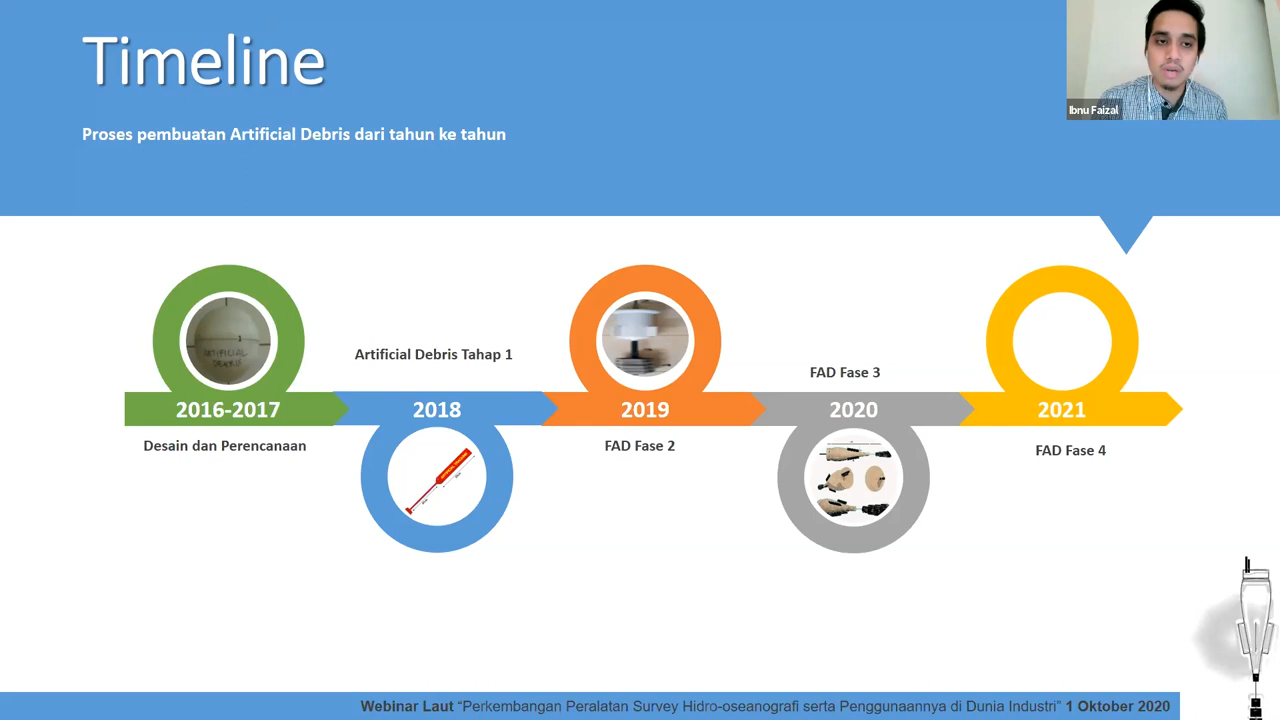 Timeline
Ibnu Faizal
Proses pembuatan Artificial Debris dari tahun ke tahun
Artificial Debris Tahap 1
FAD Fase 3
2016-2017
2018
2019
2020
2021
Desain dan Perencanaan
FAD Fase 2
FAD Fase 4
Webinar Laut “Perkembangan Peralatan Survey Hidro-oseanografi serta Penggunaannya di Dunia Industri” 1 Oktober 2020